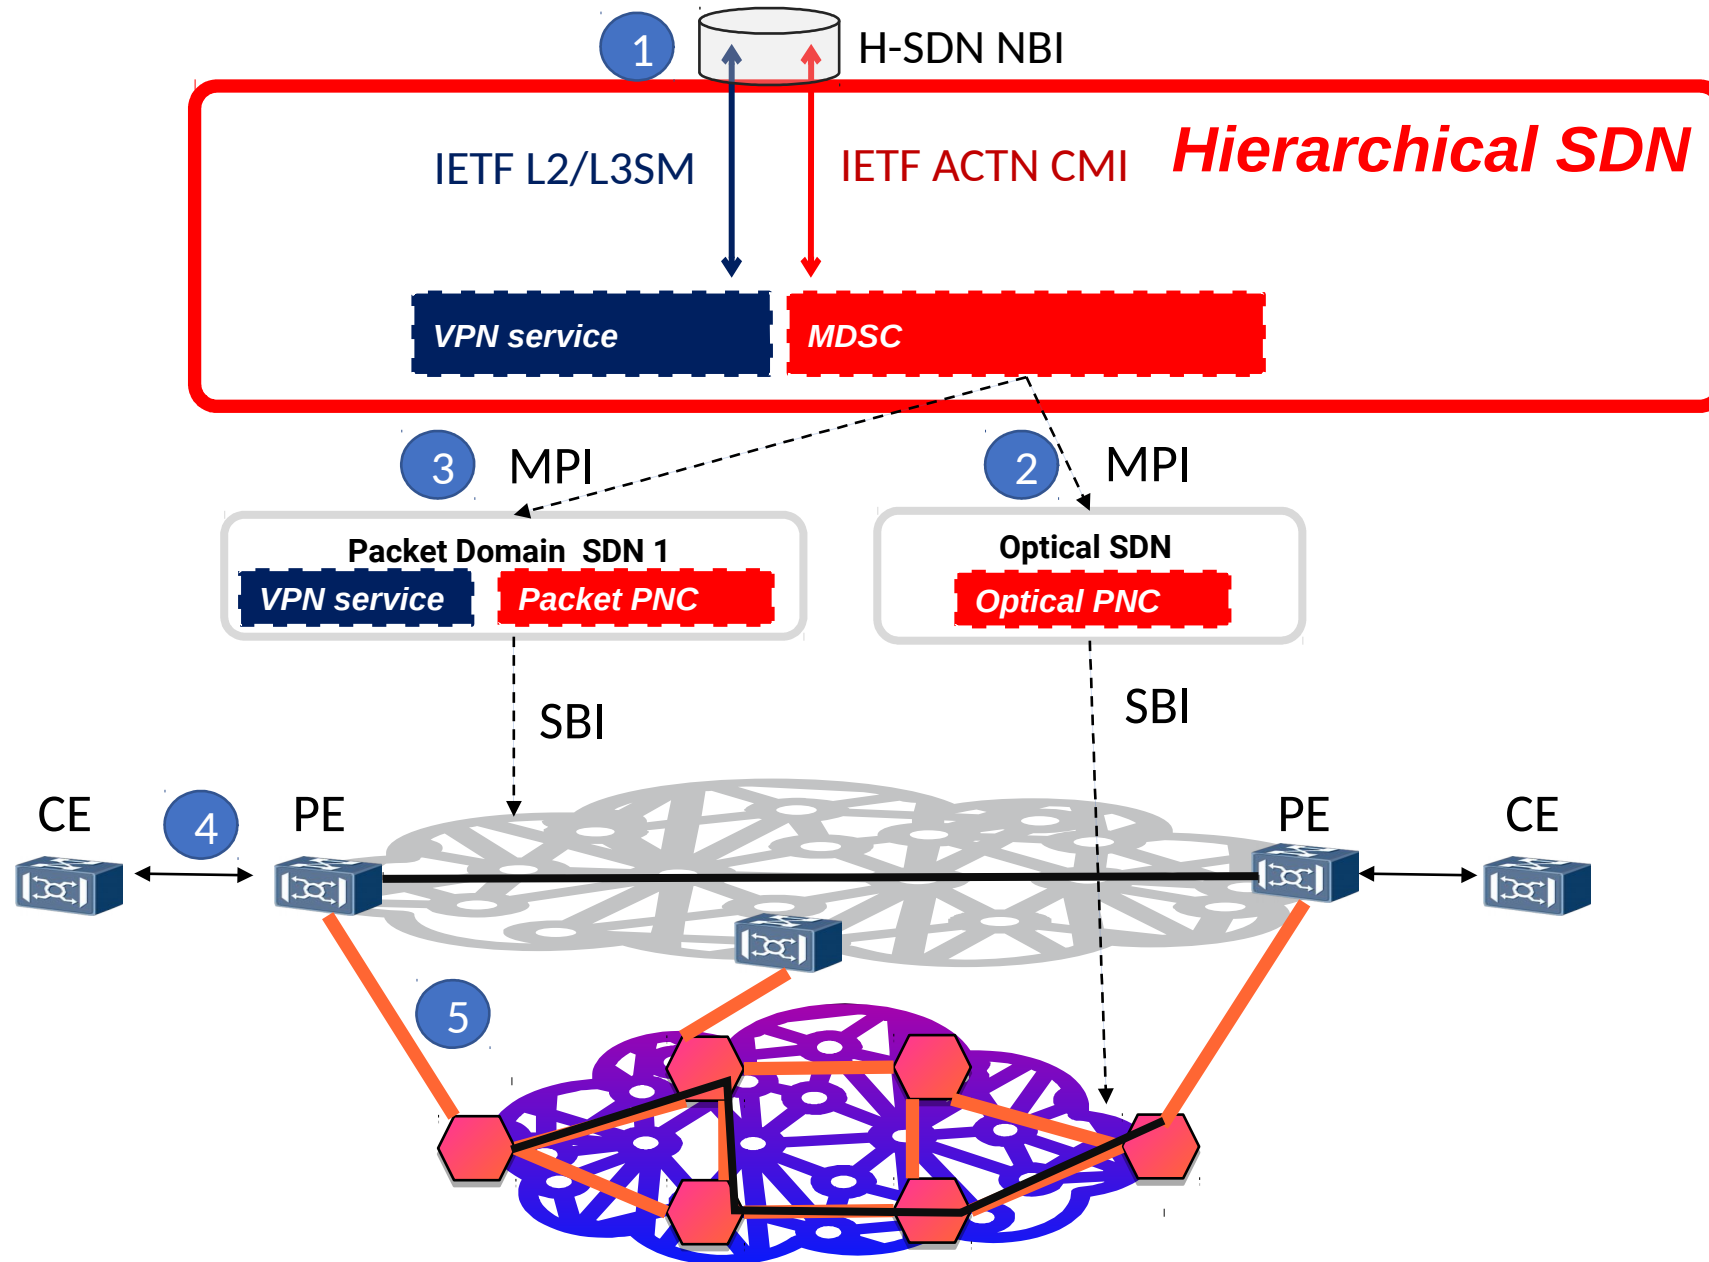 1
H-SDN NBI
Hierarchical SDN
IETF L2/L3SM
IETF ACTN CMI
VPN service
MDSC
3
MPI
2
MPI
Packet Domain  SDN 1
Optical SDN
VPN service
Packet PNC
Optical PNC
SBI
SBI
CE
4
PE
PE
CE
5